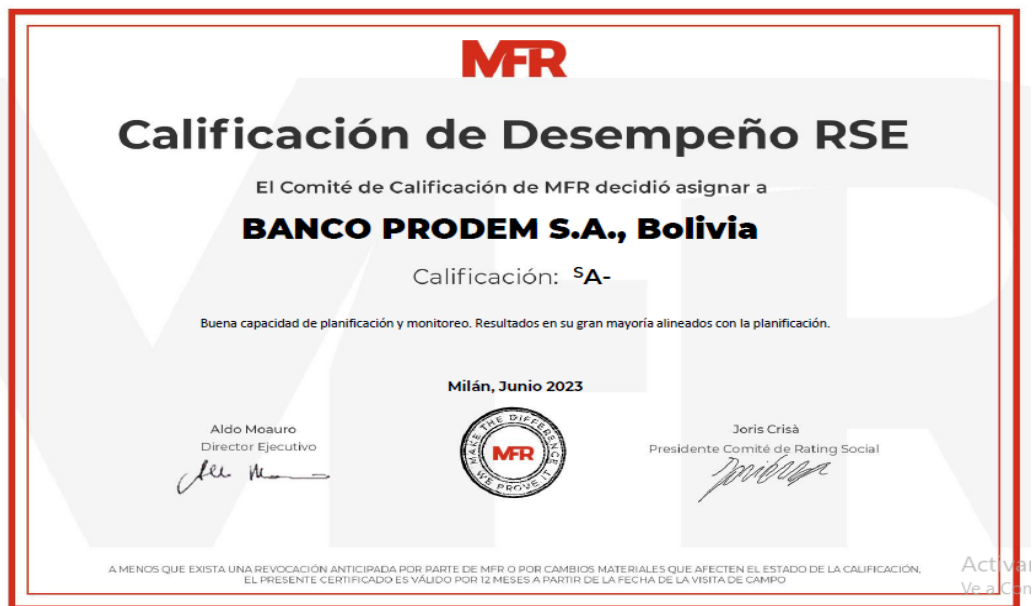 MFR
Calificación de Desempeño RSE
El Comité de Calificación de MFR decidió asignar a
BANCO PRODEM S.A., Bolivia
Calificación: SA-
Buena capacidad de planificación y monitoreo. Resultados en su gran mayoría alineados con la planificación.
Milán, Junio 2023
Aldo Moauro
Director Ejecutivo
MAKE THE DIFFERENCE
MFR
WE PROVE IT
Joris Crisà
Presidente Comité de Rating Social
A MENOS QUE EXISTA UNA REVOCACIÓN ANTICIPADA POR PARTE DE MFR O POR CAMBIOS MATERIALES QUE AFECTEN EL ESTADO DE LA CALIFICACIÓN,
EL PRESENTE CERTIFICADO ES VÁLIDO POR 12 MESES A PARTIR DE LA FECHA DE LA VISITA DE CAMPO
Activar
Ve a Con